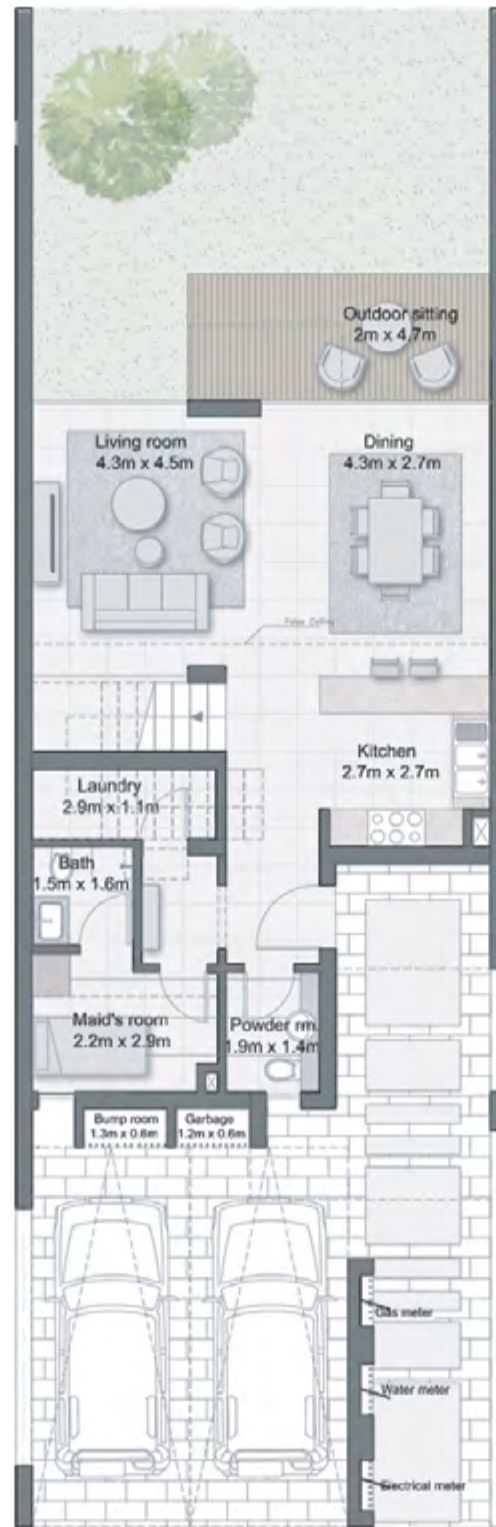 Outdoor sitting
2m x 4.7m
Living room
4.3m x 4.5m
Dining
4.3m x 2.7m
False Ceiling
Kitchen
2.7m x 2.7m
Laundry
2.9m x 1.1m
Bath
1.5m x 1.6m
Maid's room
2.2m x 2.9m
Powder rm.
1.9m x 1.4m
Bump room
1.3m x 0.6m
Garbage
1.2m x 0.6m
Gas meter
Water meter
Electrical meter